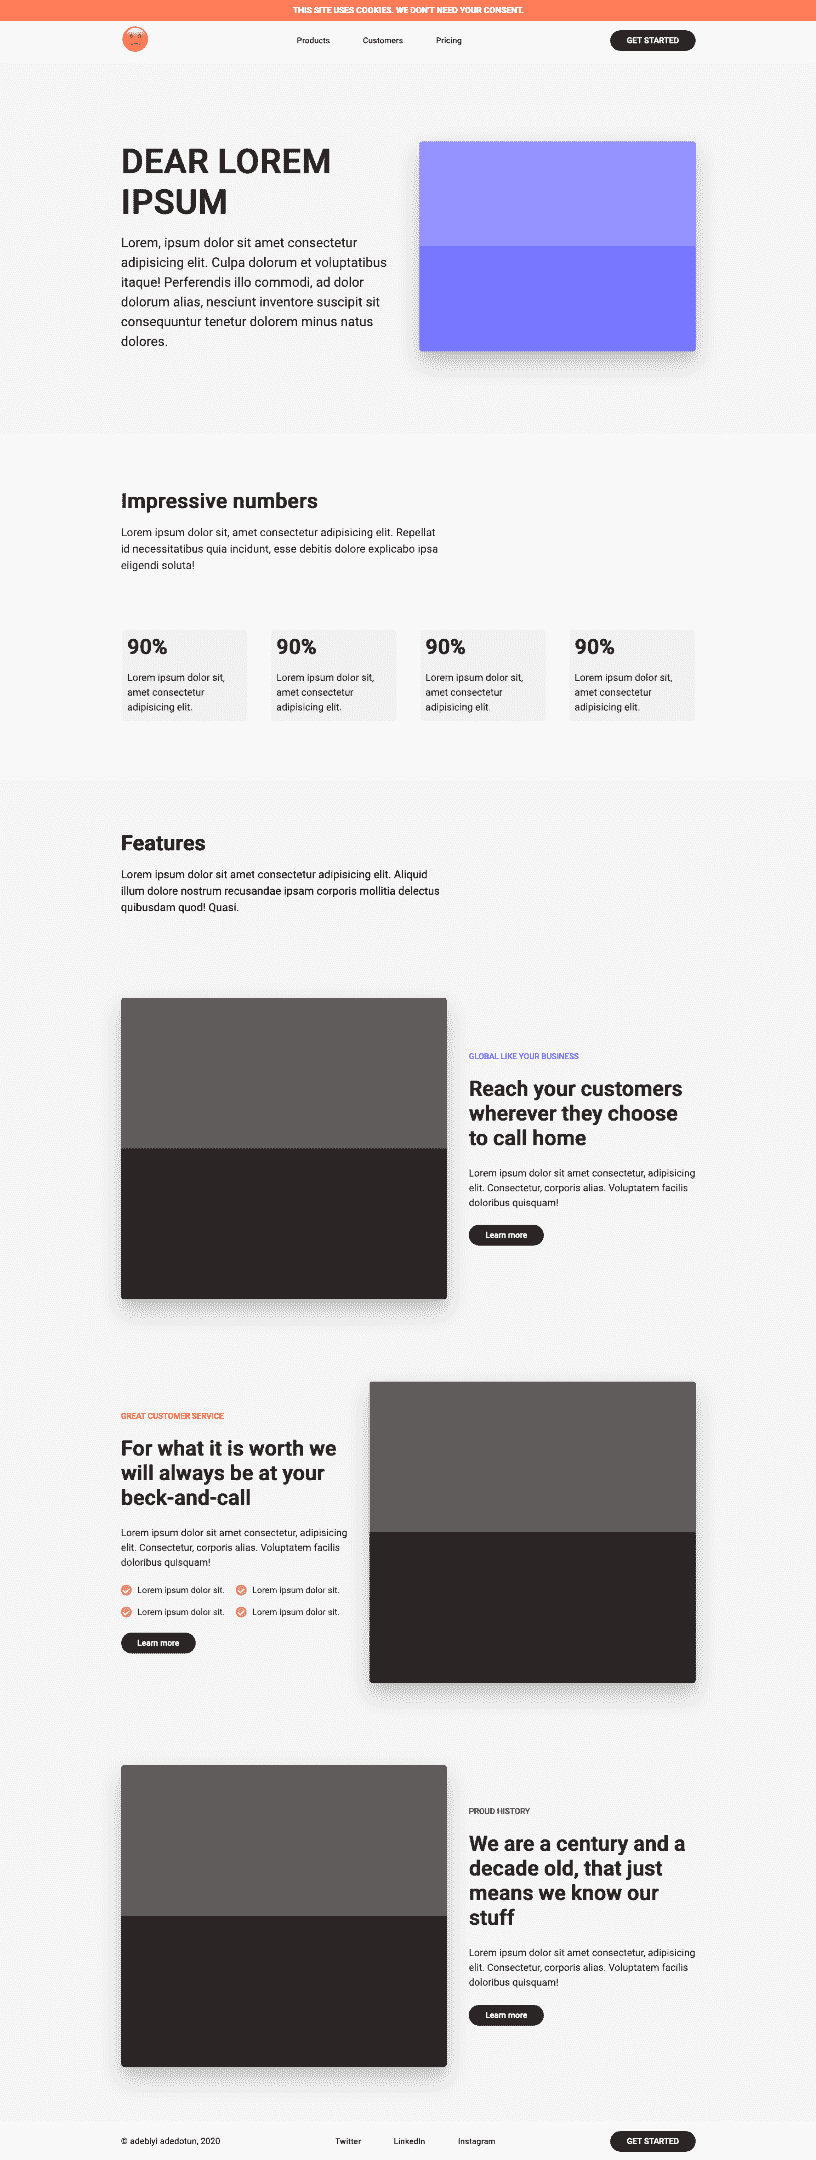 THIS SITE USES COOKIES. WE DON'T NEED YOUR CONSENT.
Products
Customers
Pricing
GET STARTED
DEAR LOREM
IPSUM
Lorem, ipsum dolor sit amet consectetur
adipisicing elit. Culpa dolorum et voluptatibus
itaque! Perferendis illo commodi, ad dolor
dolorum alias, nesciunt inventore suscipit sit
consequuntur tenetur dolorem minus natus
dolores.
Impressive numbers
Lorem ipsum dolor sit, amet consectetur adipisicing elit. Repellat
id necessitatibus quia incidunt, esse debitis dolore explicabo ipsa
eligendi soluta!
90%
Lorem ipsum dolor sit,
amet consectetur
adipisicing elit.
90%
Lorem ipsum dolor sit,
amet consectetur
adipisicing elit.
90%
Lorem ipsum dolor sit,
amet consectetur
adipisicing elit.
90%
Lorem ipsum dolor sit,
amet consectetur
adipisicing elit.
Features
Lorem ipsum dolor sit amet consectetur adipisicing elit. Aliquid
illum dolore nostrum recusandae ipsam corporis mollitia delectus
quibusdam quod! Quasi.
GLOBAL LIKE YOUR BUSINESS
Reach your customers
wherever they choose
to call home
Lorem ipsum dolor sit amet consectetur, adipisicing
elit. Consectetur, corporis alias. Voluptatem facilis
doloribus quisquam!
Learn more
GREAT CUSTOMER SERVICE
For what it is worth we
will always be at your
beck-and-call
Lorem ipsum dolor sit amet consectetur, adipisicing
elit. Consectetur, corporis alias. Voluptatem facilis
doloribus quisquam!
Lorem ipsum dolor sit.
Lorem ipsum dolor sit.
Lorem ipsum dolor sit.
Lorem ipsum dolor sit.
Learn more
PROUD HISTORY
We are a century and a
decade old, that just
means we know our
stuff
Lorem ipsum dolor sit amet consectetur, adipisicing
elit. Consectetur, corporis alias. Voluptatem facilis
doloribus quisquam!
Learn more
© adebiyi adedotun, 2020
Twitter
LinkedIn
Instagram
GET STARTED